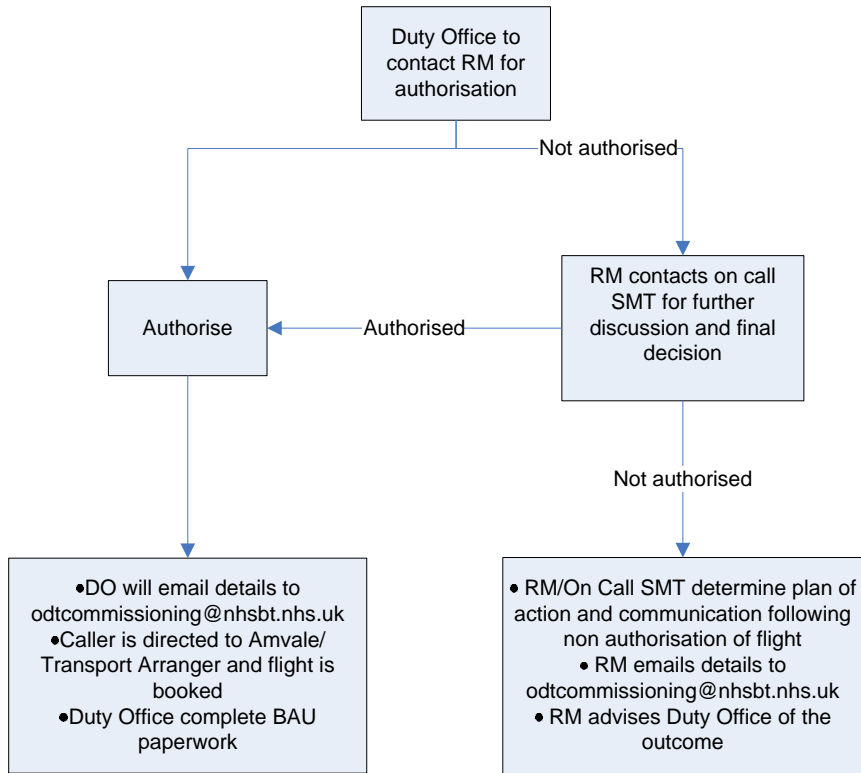 Duty Office to
contact RM for
authorisation
Not authorised
Authorise
Authorised
RM contacts on call
SMT for further
discussion and final
decision
Not authorised
•DO will email details to
odtcommissioning@nhsbt.nhs.uk
•Caller is directed to Amvale/
Transport Arranger and flight is
booked
•Duty Office complete BAU
paperwork
• RM/On Call SMT determine plan of
action and communication following
non authorisation of flight
• RM emails details to
odtcommissioning@nhsbt.nhs.uk
• RM advises Duty Office of the
outcome